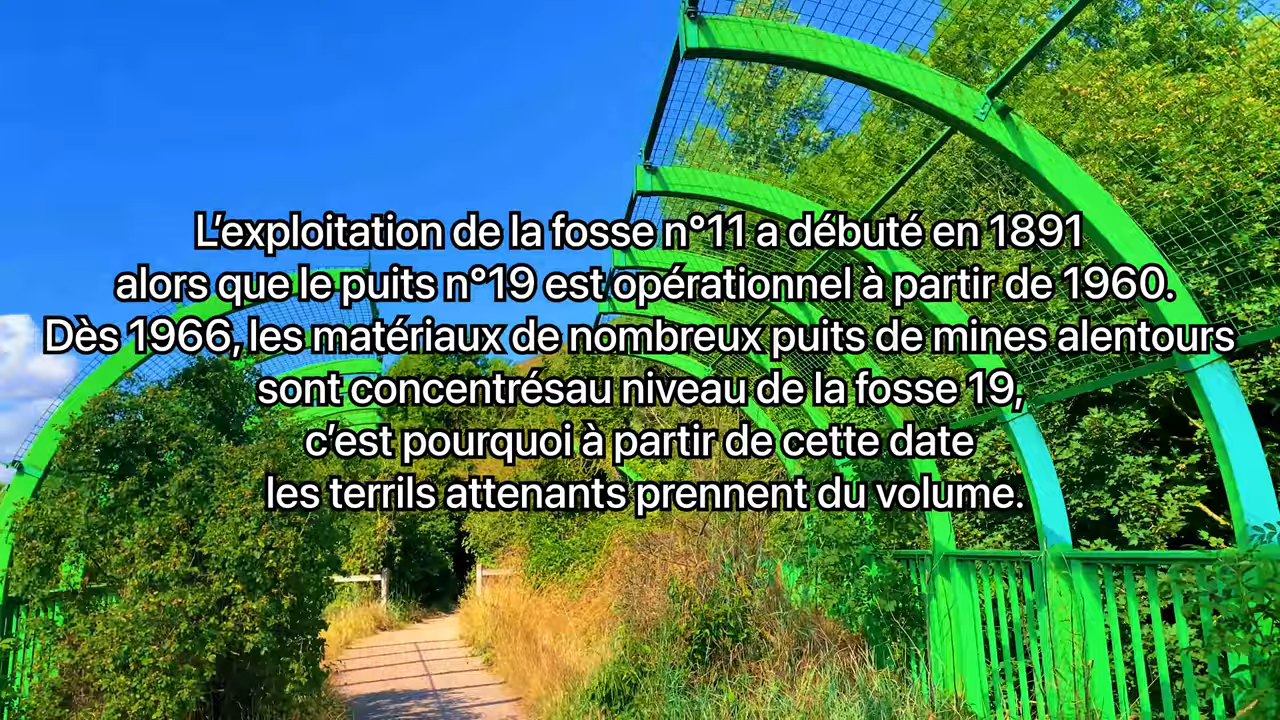 L’exploitation de la fosse n°11 a débuté en 1891
alors que le puits n°19 est opérationnel à partir de 1960.
Dès 1966, les matériaux de nombreux puits de mines alentours
sont concentrésau niveau de la fosse 19,
c’est pourquoi à partir de cette date
les terrils attenants prennent du volume.